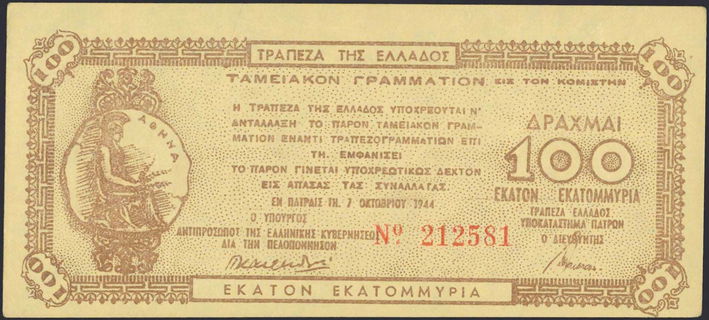 100
ΤΡΑΠΕΖΑ ΤΗΣ ΕΛΛΑΔΟΣ
100
ΤΑΜΕΙΑΚΟΝ ΓΡΑΜΜΑΤΙΟΝ ΕΙΣ ΤΟΝ ΚΟΜΙΣΤΗΝ
ΑΘΗΝΑ
Η ΤΡΑΠΕΖΑ ΤΗΣ ΕΛΛΑΔΟΣ ΥΠΟΧΡΕΟΥΤΑΙ Ν'
ΑΝΤΑΛΛΑΞΗ ΤΟ ΠΑΡΟΝ ΤΑΜΕΙΑΚΟΝ ΓΡΑΜ-
ΜΑΤΙΟΝ ΕΝΑΝΤΙ ΤΡΑΠΕΖΟΓΡΑΜΜΑΤΙΩΝ ΕΠΙ
ΤΗ. ΕΜΦΑΝΙΣΕΙ
ΤΟ ΠΑΡΟΝ ΓΙΝΕΤΑΙ ΥΠΟΧΡΕΩΤΙΚΩΣ ΔΕΚΤΟΝ
ΕΙΣ ΑΠΑΣΑΣ ΤΑΣ ΣΥΝΑΛΛΑΓΑΣ.
ΕΝ ΠΑΤΡΑΙΣ ΤΗ. 7 ΟΚΤΩΒΡΙΟΥ 1944
Ο ΥΠΟΥΡΓΟΣ
ΑΝΤΙΠΡΟΣΩΠΟΣ ΤΗΣ ΕΛΛΗΝΙΚΗΣ ΚΥΒΕΡΝΗΣΕΩΣ
ΔΙΑ ΤΗΝ ΠΕΛΟΠΟΝΝΗΣΟΝ
Nº 212581
ΔΡΑΧΜΑΙ
100
ΕΚΑΤΟΝ ΕΚΑΤΟΜΜΥΡΙΑ
ΤΡΑΠΕΖΑ ΕΛΛΑΔΟΣ
ΥΠΟΚΑΤΑΣΤΗΜΑ ΠΑΤΡΩΝ
Ο ΔΙΕΥΘΥΝΤΗΣ
100
ΕΚΑΤΟΝ ΕΚΑΤΟΜΜΥΡΙΑ
100